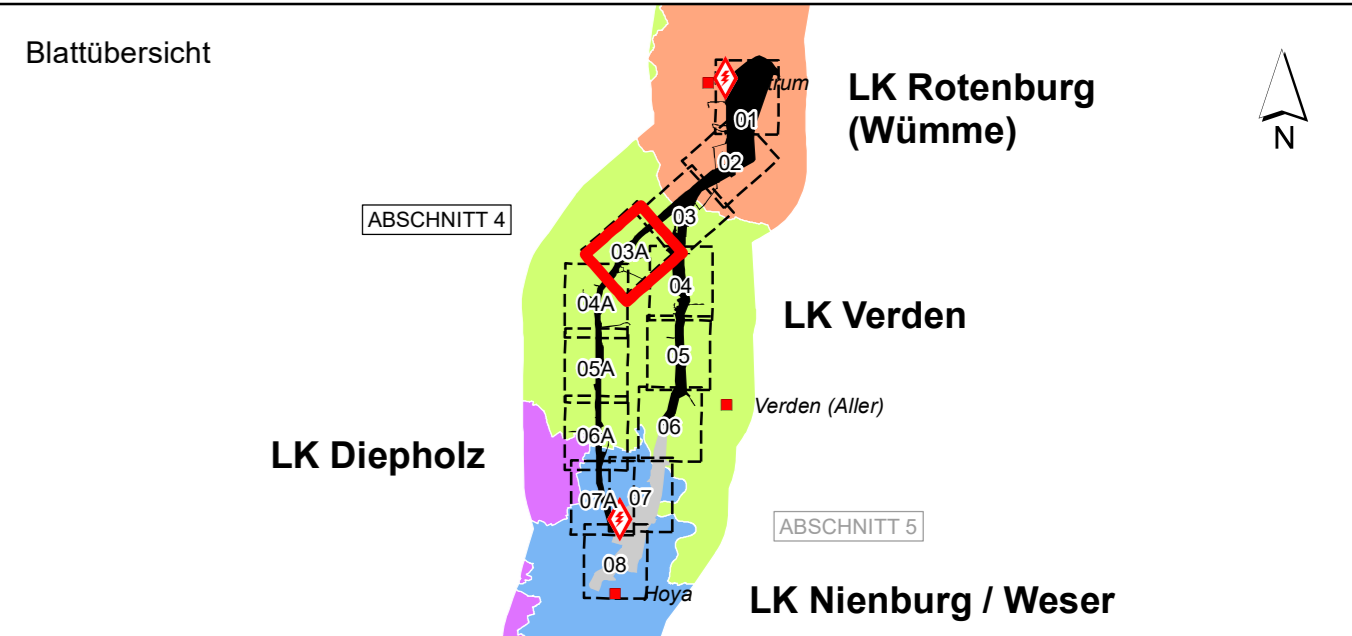 Blattübersicht
LK Rotenburg
(Wümme)
N
01
02
ABSCHNITT 4
03
03A
04
04A
LK Verden
05
05A
Verden (Aller)
06
06A
LK Diepholz
07A
07
ABSCHNITT 5
08
Hoya
LK Nienburg / Weser